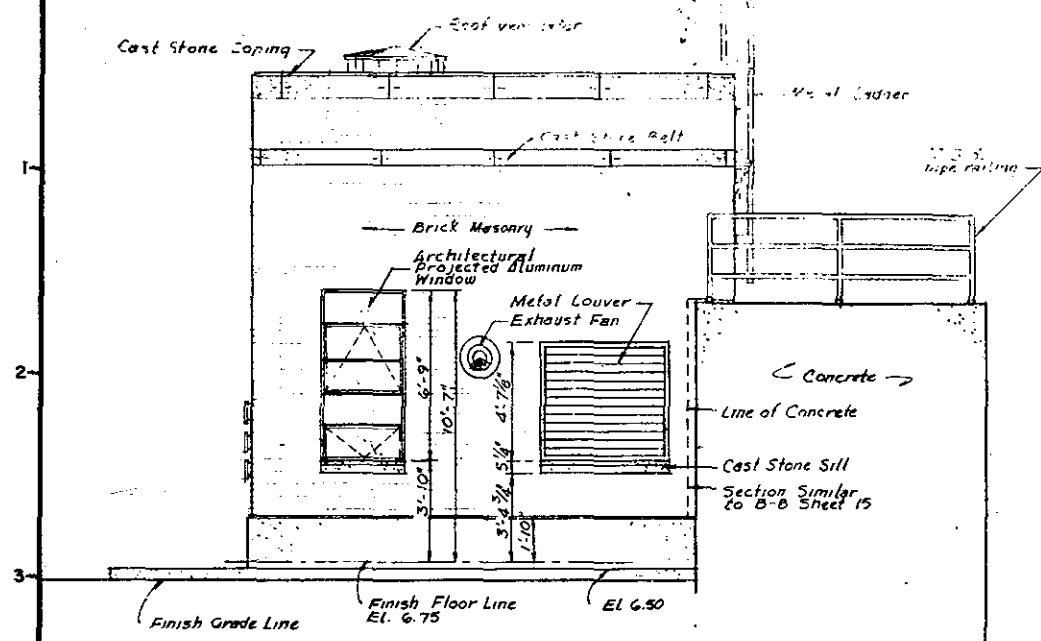 Cast Stone Coping
Roof ventilator
Metal Ladder
Cast Stone Belt
pipe railing
1
Brick Masonry
Architectural
Projected Aluminum
Window
Metal Louver
Exhaust Fan
2
6'-9"
10'-7"
4'-7⅛"
Concrete
Line of Concrete
5¼"
Cast Stone Sill
3'-10"
3'-4¾"
1'-10"
Section Similar
to B-B Sheet 15
3
Finish Grade Line
Finish Floor Line
El. 6.75
El 6.50